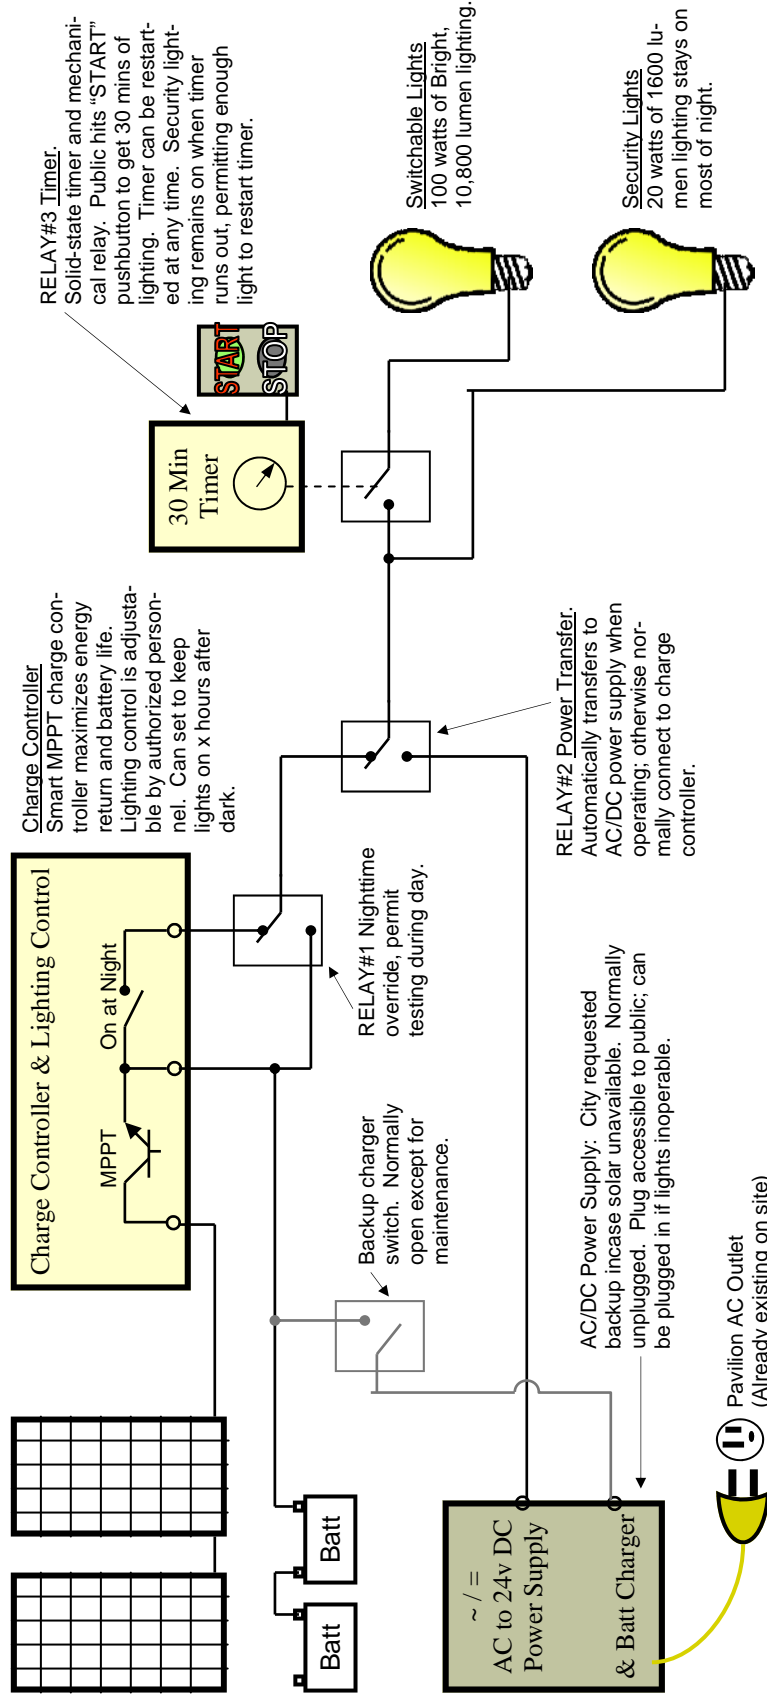 Charge Controller & Lighting Control
MPPT
On at Night
Charge Controller
Smart MPPT charge con-
troller maximizes energy
return and battery life.
Lighting control is adjusta-
ble by authorized person-
nel.  Can set to keep
lights on x hours after
dark.
30 Min
Timer
START
STOP
RELAY#3 Timer.
Solid-state timer and mechani-
cal relay.  Public hits “START”
pushbutton to get 30 mins of
lighting.  Timer can be restart-
ed at any time.  Security light-
ing remains on when timer
runs out, permitting enough
light to restart timer.
Batt
Batt
Backup charger
switch.  Normally
open except for
maintenance.
RELAY#1 Nighttime
override, permit
testing during day.
Switchable Lights
100 watts of Bright,
10,800 lumen lighting.
~ / =
AC to 24v DC
Power Supply
& Batt Charger
AC/DC Power Supply:  City requested
backup incase solar unavailable.  Normally
unplugged.  Plug accessible to public; can
be plugged in if lights inoperable.
RELAY#2 Power Transfer.
Automatically transfers to
AC/DC power supply when
operating; otherwise nor-
mally connect to charge
controller.
Security Lights
20 watts of 1600 lu-
men lighting stays on
most of night.
Pavilion AC Outlet
(Already existing on site)